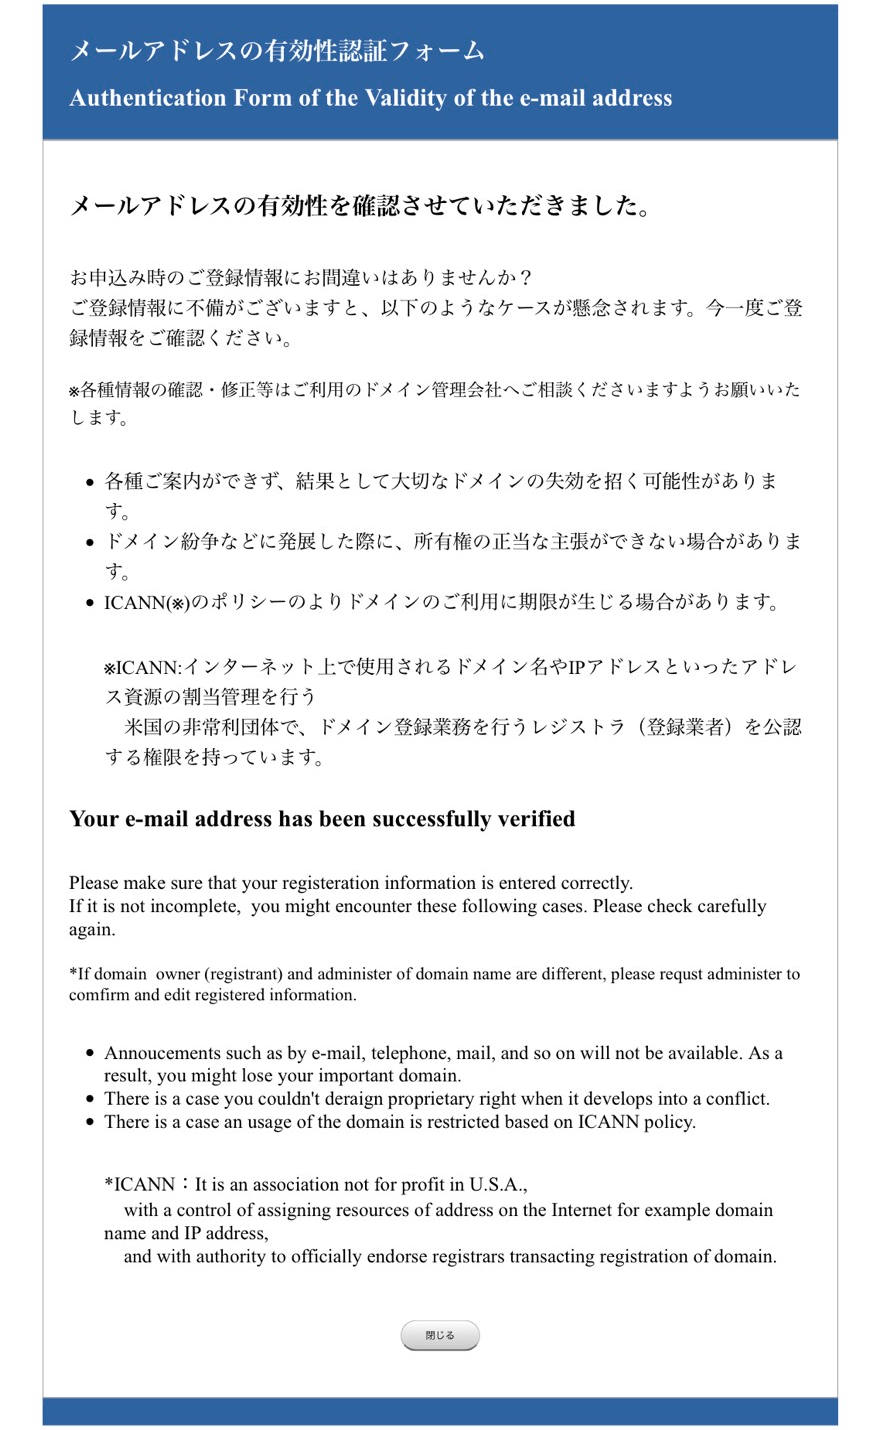 メールアドレスの有効性認証フォーム
Authentication Form of the Validity of the e-mail address
メールアドレスの有効性を確認させていただきました。
お申込み時のご登録情報にお間違いはありませんか？
ご登録情報に不備がございますと、以下のようなケースが懸念されます。今一度ご登
録情報をご確認ください。
※各種情報の確認・修正等はご利用のドメイン管理会社へご相談くださいますようお願いいた
します。
• 各種ご案内ができず、結果として大切なドメインの失効を招く可能性がありま
す。
• ドメイン紛争などに発展した際に、所有権の正当な主張ができない場合がありま
す。
• ICANN(※)のポリシーのよりドメインのご利用に期限が生じる場合があります。
※ICANN:インターネット上で使用されるドメイン名やIPアドレスといったアドレ
ス資源の割当管理を行う
米国の非常利団体で、ドメイン登録業務を行うレジストラ（登録業者）を公認
する権限を持っています。
Your e-mail address has been successfully verified
Please make sure that your registeration information is entered correctly.
If it is not incomplete,  you might encounter these following cases. Please check carefully
again.
*If domain  owner (registrant) and administer of domain name are different, please requst administer to
comfirm and edit registered information.
• Annoucements such as by e-mail, telephone, mail, and so on will not be available. As a
result, you might lose your important domain.
• There is a case you couldn't deraign proprietary right when it develops into a conflict.
• There is a case an usage of the domain is restricted based on ICANN policy.
*ICANN：It is an association not for profit in U.S.A.,
with a control of assigning resources of address on the Internet for example domain
name and IP address,
and with authority to officially endorse registrars transacting registration of domain.
閉じる